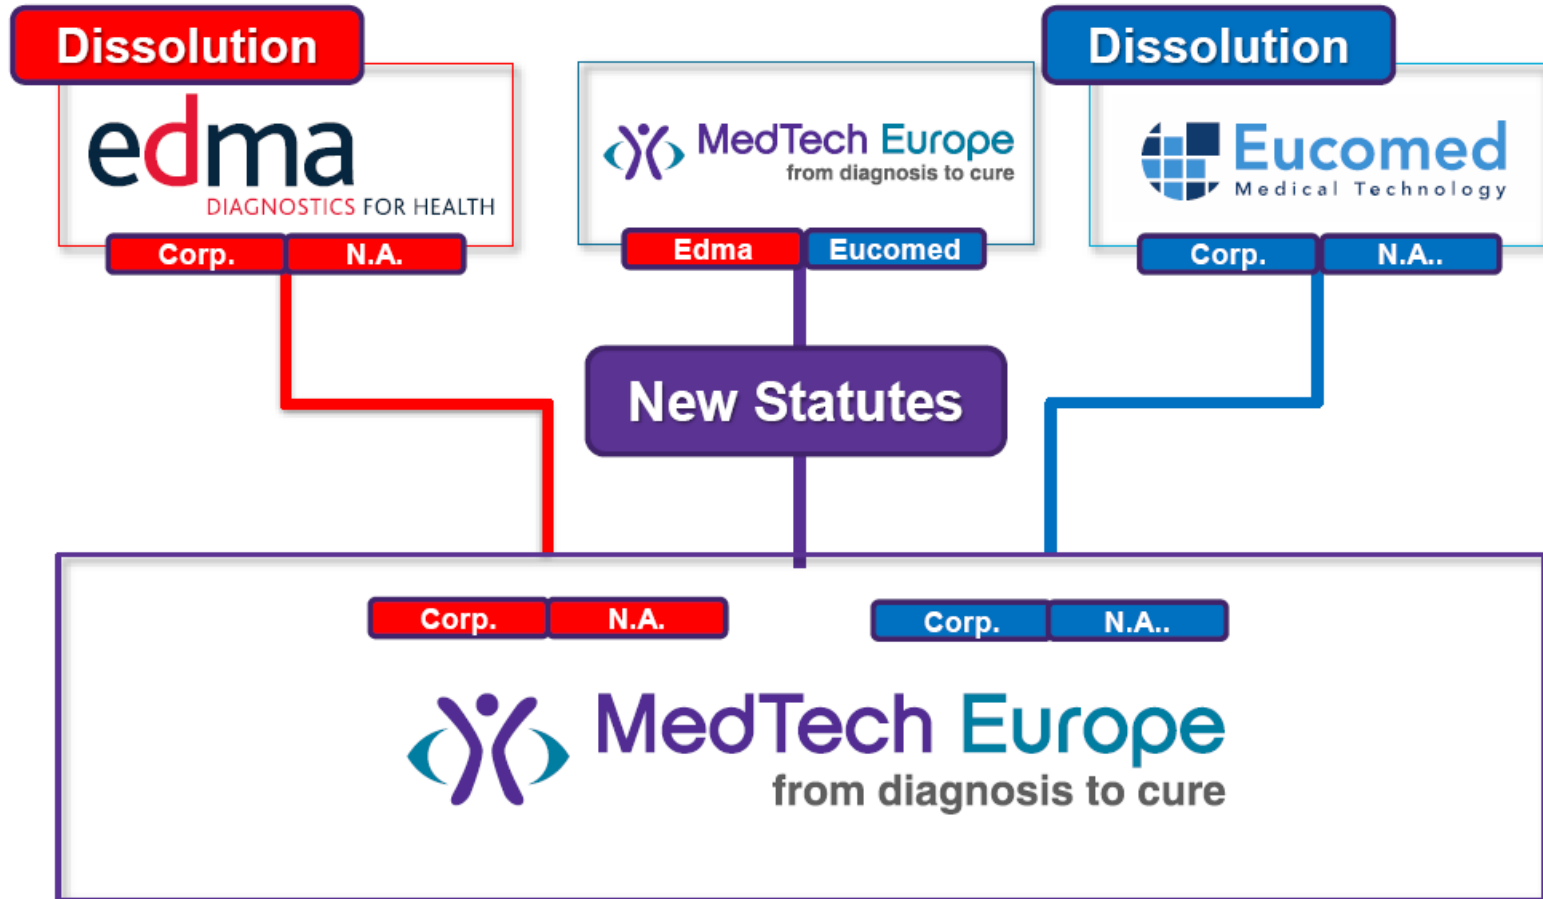 Dissolution
edma
DIAGNOSTICS FOR HEALTH
Corp. N.A.
MedTech Europe
from diagnosis to cure
Edma Eucomed
Dissolution
Eucomed
Medical Technology
Corp. N.A..
New Statutes
Corp. N.A.
Corp. N.A..
MedTech Europe
from diagnosis to cure